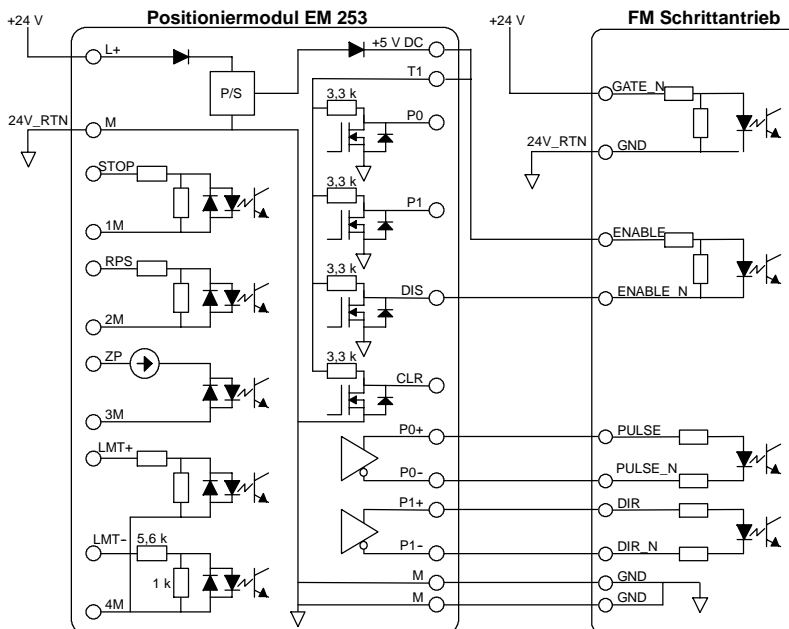 Positioniermodul EM 253
FM Schrittantrieb
+24 V
L+
P/S
24V_RTN
M
STOP
1M
RPS
2M
ZP
3M
LMT+
LMT-
5,6 k
1 k
4M
+5 V DC
T1
3,3 k
P0
3,3 k
P1
3,3 k
DIS
3,3 k
CLR
P0+
P0-
P1+
P1-
M
M
+24 V
GATE_N
24V_RTN
GND
ENABLE
ENABLE_N
PULSE
PULSE_N
DIR
DIR_N
GND
GND